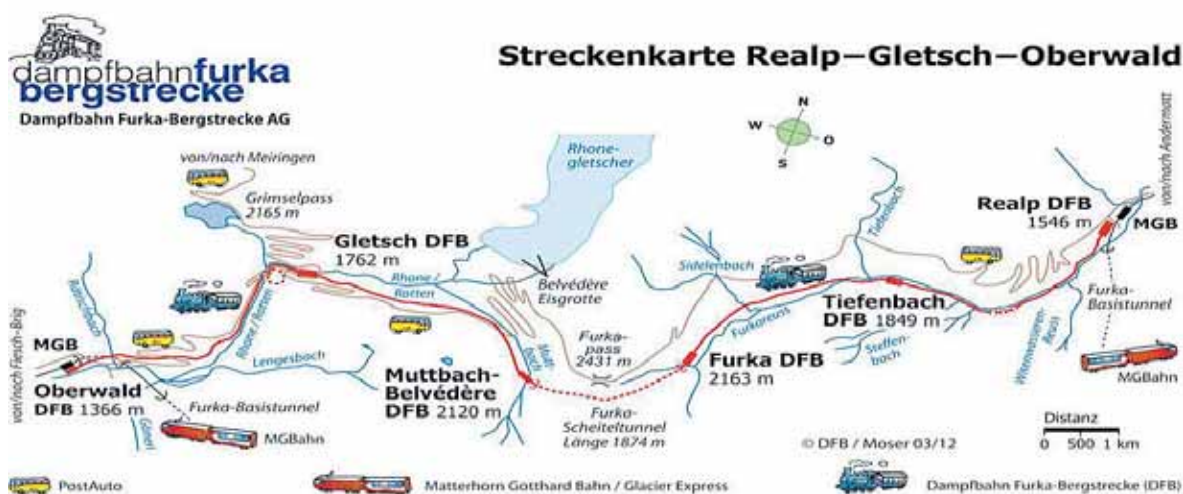 dampfbahnfurka
bergstrecke
Dampfbahn Furka-Bergstrecke AG
Streckenkarte Realp–Gletsch–Oberwald
N
W
O
S
von/nach Meiringen
Grimselpass
2165 m
Rhone-
gletscher
Gletsch DFB
1762 m
Rhone/
Rotten
Belvédère
Eisgrotte
Sidelenbach
Tiefenbach
Realp DFB
1546 m
MGB
von/nach Andermatt
Furka-
Basistunnel
MGBahn
Tiefenbach
DFB 1849 m
Steffen-
bach
Witenwasseren-
Reuss
Furkareuss
Furka DFB
2163 m
Furka-
pass
2431 m
Furka-
Scheiteltunnel
Länge 1874 m
Mutt-
bach
Muttbach-
Belvédère
DFB 2120 m
Rhone / Rotten
Lengesbach
MGB
von/nach Fiesch–Brig
Oberwald
DFB 1366 m
Furka-Basistunnel
MGBahn
Goneri
Distanz
0 500 1 km
© DFB / Moser 03/12
PostAuto
Matterhorn Gotthard Bahn / Glacier Express
Dampfbahn Furka-Bergstrecke (DFB)